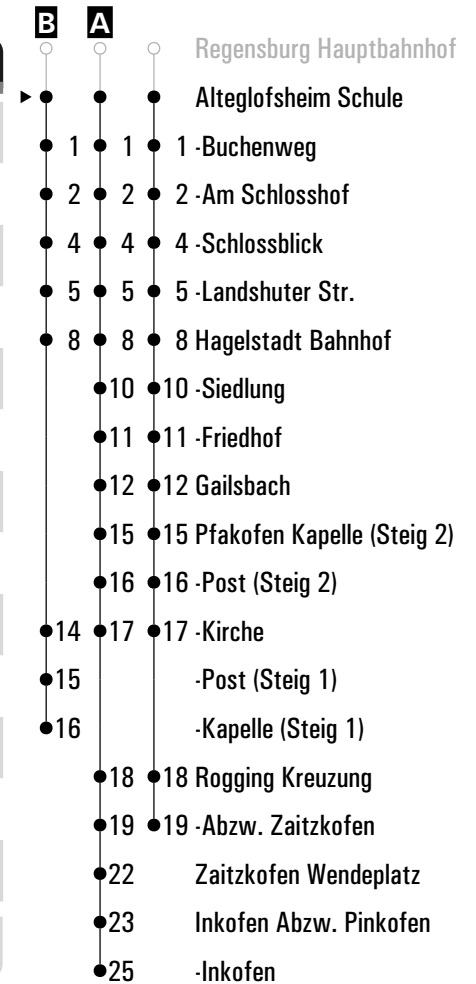 B A
Regensburg Hauptbahnhof
Alteglofsheim Schule
1 1 1 -Buchenweg
2 2 2 -Am Schlosshof
4 4 4 -Schlossblick
5 5 5 -Landshuter Str.
8 8 8 Hagelstadt Bahnhof
10 10 -Siedlung
11 11 -Friedhof
12 12 Gailsbach
15 15 Pfakofen Kapelle (Steig 2)
16 16 -Post (Steig 2)
14 17 17 -Kirche
15 -Post (Steig 1)
16 -Kapelle (Steig 1)
18 18 Rogging Kreuzung
19 19 -Abzw. Zaitzkofen
22 Zaitzkofen Wendeplatz
23 Inkofen Abzw. Pinkofen
25 -Inkofen